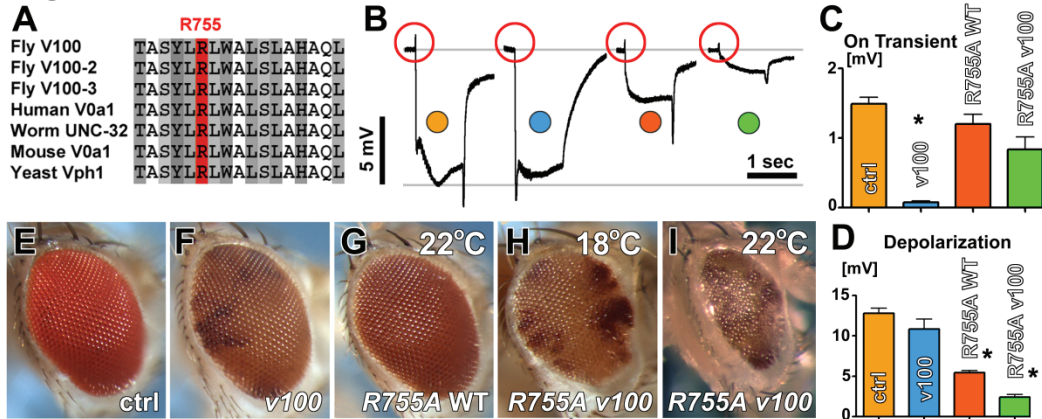 A
R755
Fly V100 TASYLRLWALSLAHAQL
Fly V100-2 TASYLRLWALSLAHAQL
Fly V100-3 TASYLRLWALSLAHAQL
Human V0a1 TASYLRLWALSLAHAQL
Worm UNC-32 TASYLRLWALSLAHAQL
Mouse V0a1 TASYLRLWALSLAHAQL
Yeast Vph1 TASYLRLWALSLAHAQL
B
5 mV
1 sec
C
On Transient
[mV]
2
1
0
ctrl
*
v100
R755A WT
R755A v100
D
Depolarization
[mV]
15
10
5
0
ctrl
v100
R755A WT
*
R755A v100
*
E
ctrl
F
v100
G
22°C
R755A WT
H
18°C
R755A v100
I
22°C
R755A v100